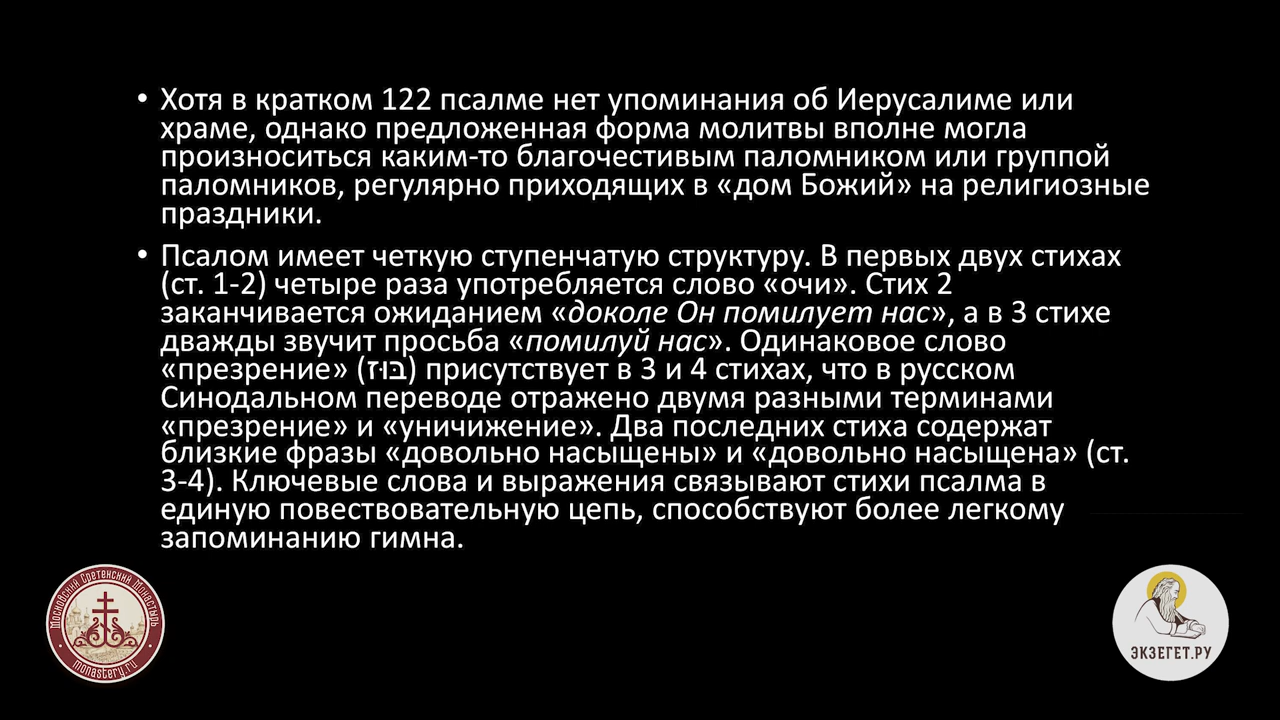 • Хотя в кратком 122 псалме нет упоминания об Иерусалиме или
храме, однако предложенная форма молитвы вполне могла
произноситься каким-то благочестивым паломником или группой
паломников, регулярно приходящих в «дом Божий» на религиозные
праздники.
• Псалом имеет четкую ступенчатую структуру. В первых двух стихах
(ст. 1-2) четыре раза употребляется слово «очи». Стих 2
заканчивается ожиданием «доколе Он помилует нас», а в 3 стихе
дважды звучит просьба «помилуй нас». Одинаковое слово
«презрение» (בּוּז) присутствует в 3 и 4 стихах, что в русском
Синодальном переводе отражено двумя разными терминами
«презрение» и «уничижение». Два последних стиха содержат
близкие фразы «довольно насыщены» и «довольно насыщена» (ст.
3-4). Ключевые слова и выражения связывают стихи псалма в
единую повествовательную цепь, способствуют более легкому
запоминанию гимна.
Московский Сретенский Монастырь
monastery.ru
ЭКЗЕГЕТ.РУ